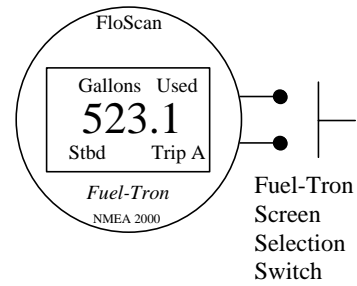 FloScan
Gallons Used
523.1
Stbd Trip A
Fuel-Tron
NMEA 2000
Fuel-Tron
Screen
Selection
Switch